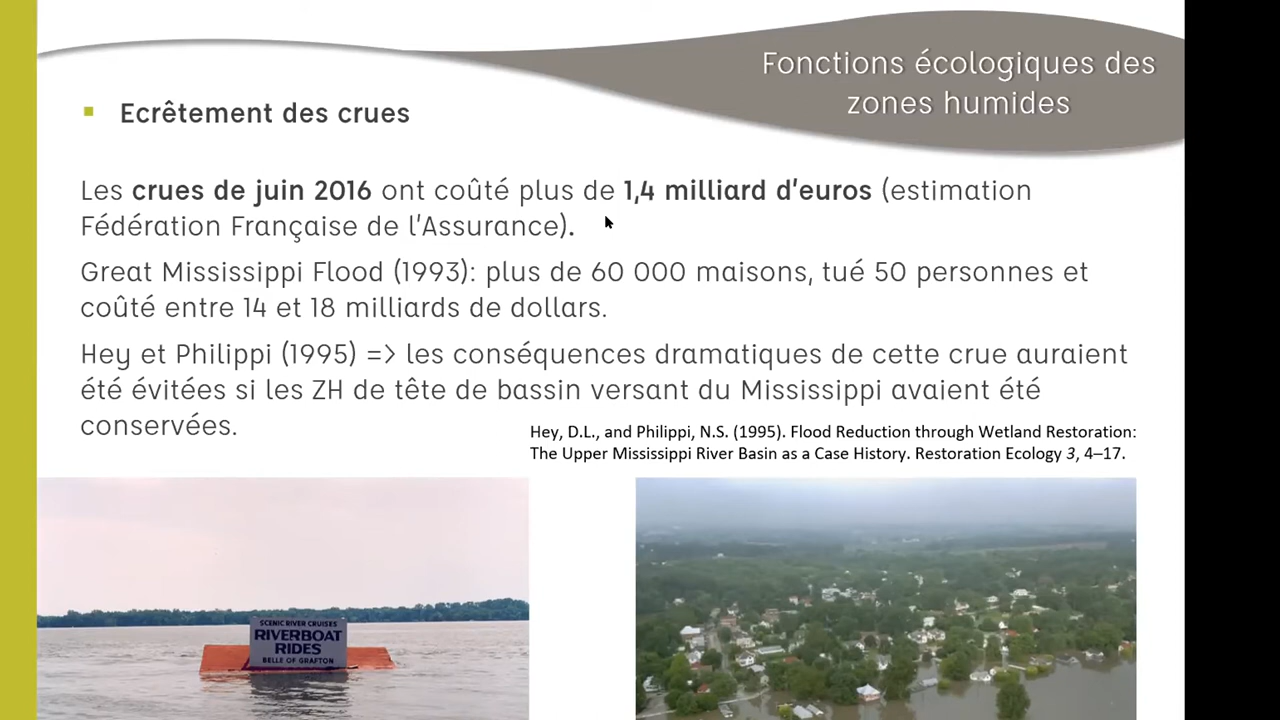 Fonctions écologiques des
zones humides
Ecrêtement des crues
Les crues de juin 2016 ont coûté plus de 1,4 milliard d'euros (estimation
Fédération Française de l'Assurance).
Great Mississippi Flood (1993): plus de 60 000 maisons, tué 50 personnes et
coûté entre 14 et 18 milliards de dollars.
Hey et Philippi (1995) => les conséquences dramatiques de cette crue auraient
été évitées si les ZH de tête de bassin versant du Mississippi avaient été
conservées.
Hey, D.L., and Philippi, N.S. (1995). Flood Reduction through Wetland Restoration:
The Upper Mississippi River Basin as a Case History. Restoration Ecology 3, 4–17.
SCENIC RIVER CRUISES
RIVERBOAT
RIDES
BELLE OF GRAFTON